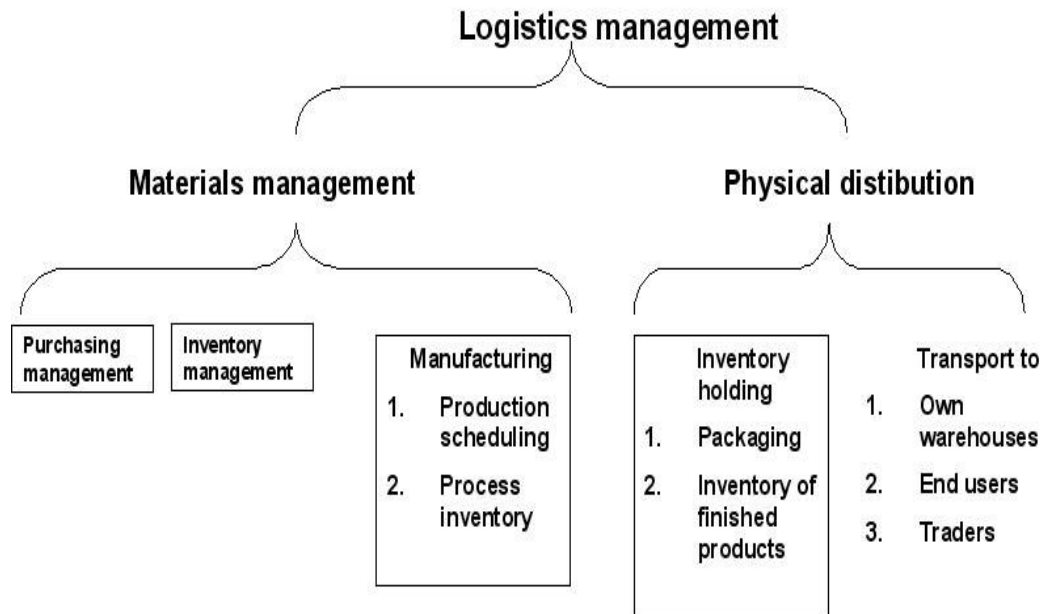 Logistics management
Materials management
Physical distibution
Purchasing
management
Inventory
management
Manufacturing
1. Production
scheduling
2. Process
inventory
Inventory
holding
1. Packaging
2. Inventory of
finished
products
Transport to
1. Own
warehouses
2. End users
3. Traders